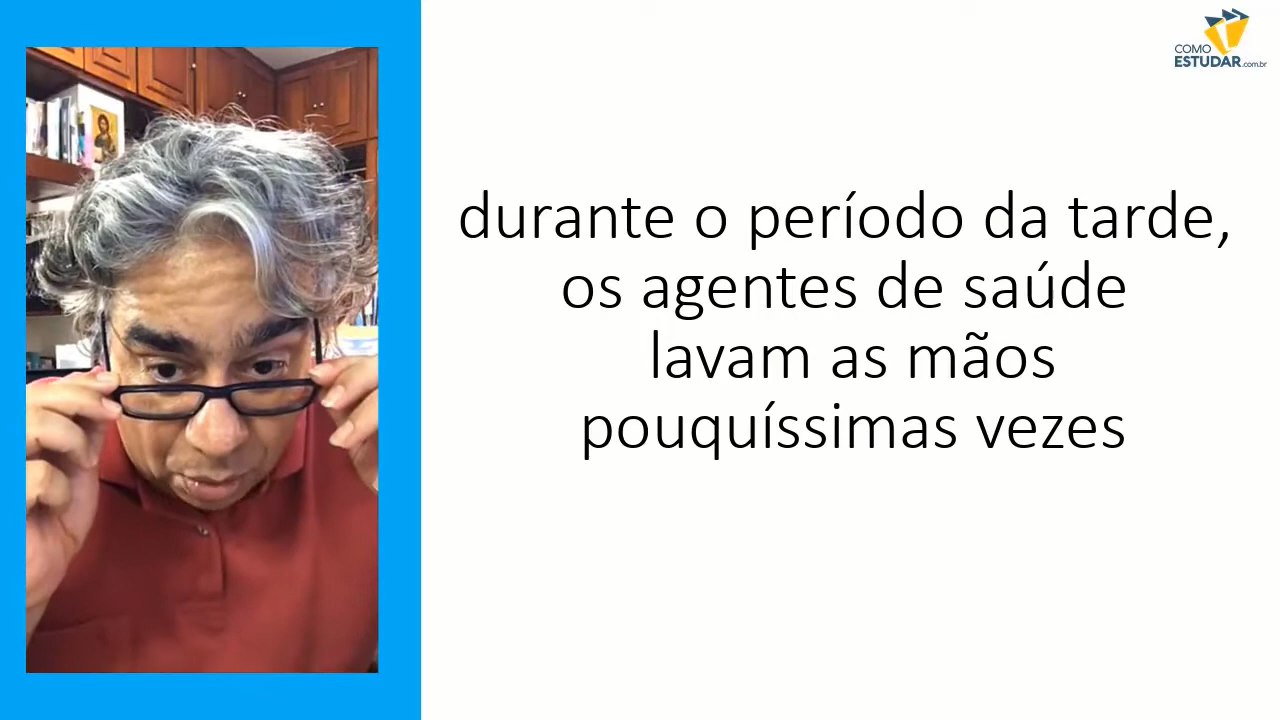 COMO
ESTUDAR.com.br
durante o período da tarde,
os agentes de saúde
lavam as mãos
pouquíssimas vezes